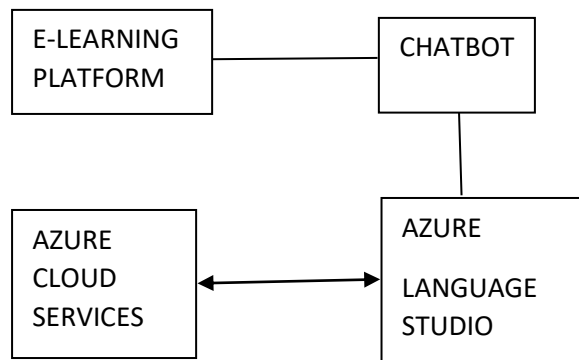 E-LEARNING
PLATFORM
CHATBOT
AZURE
CLOUD
SERVICES
AZURE
LANGUAGE
STUDIO